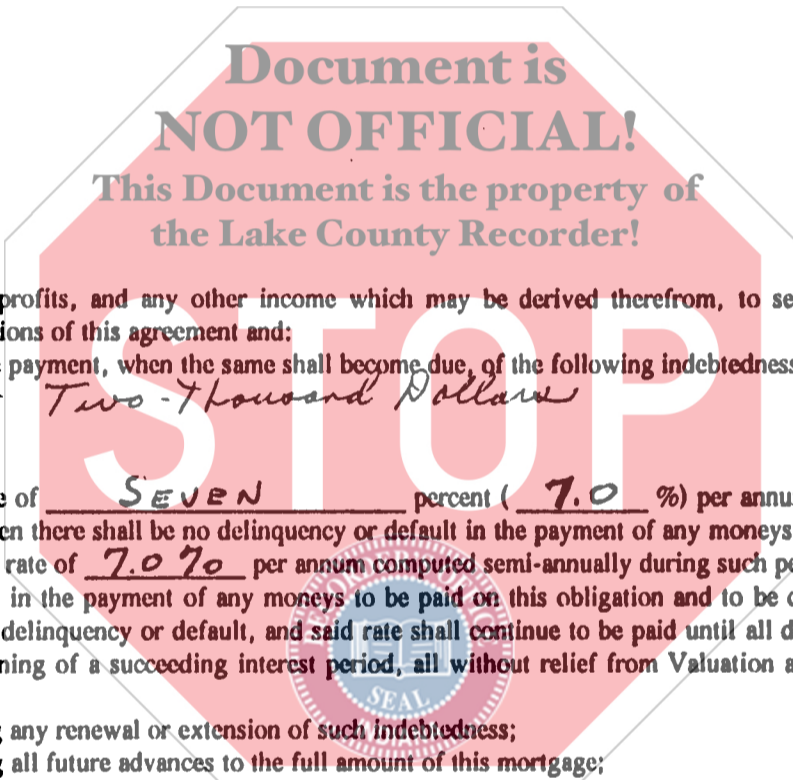 Document is
NOT OFFICIAL!
This Document is the property of
the Lake County Recorder!
profits, and any other income which may be derived therefrom, to se
ions of this agreement and:
payment, when the same shall become due, of the following indebtedness
Two-Thousand Dollars
STOP
e of SEVEN percent ( 7.0 %) per annu
en there shall be no delinquency or default in the payment of any moneys
rate of 7.0% per annum computed semi-annually during such pe
in the payment of any moneys to be paid on this obligation and to be c
delinquency or default, and said rate shall continue to be paid until all d
ning of a succeeding interest period, all without relief from Valuation a
SEAL
any renewal or extension of such indebtedness;
all future advances to the full amount of this mortgage;